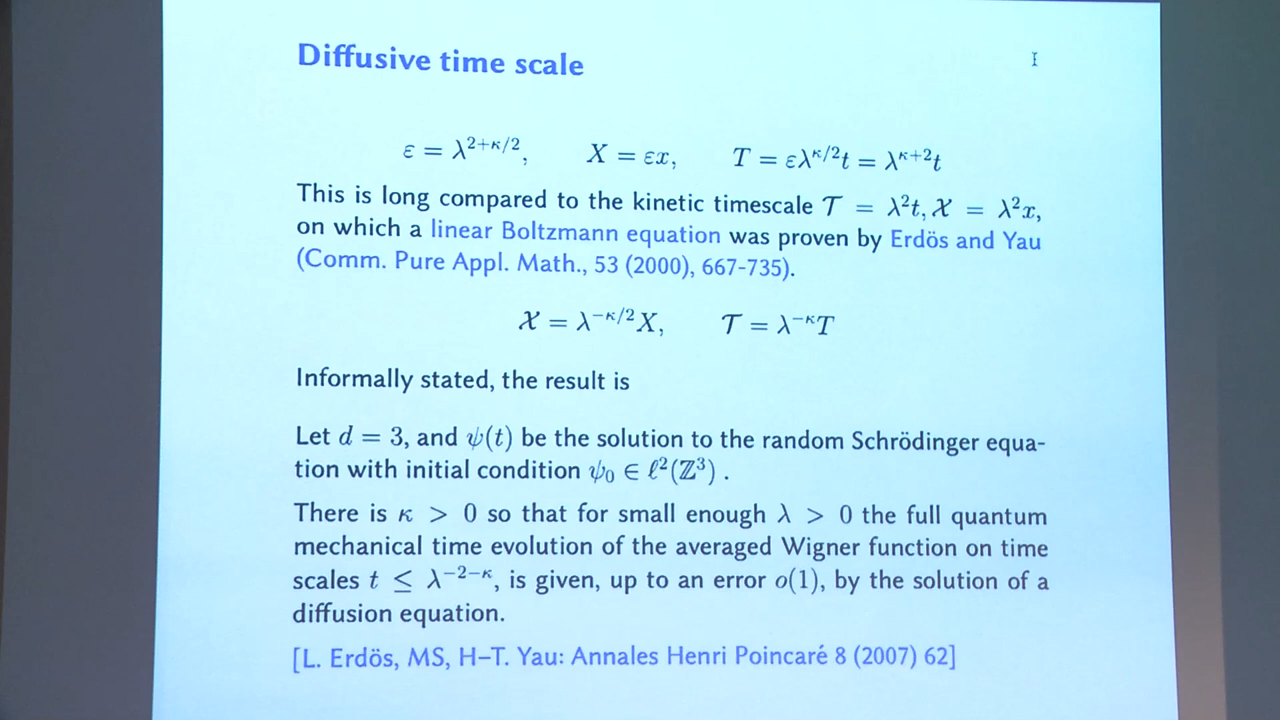 Diffusive time scale
ε = λ^{2+κ/2}, X = εx, T = ελ^{κ/2}t = λ^{κ+2}t
This is long compared to the kinetic timescale 𝒯 = λ²t, 𝒳 = λ²x,
on which a linear Boltzmann equation was proven by Erdös and Yau
(Comm. Pure Appl. Math., 53 (2000), 667-735).
𝒳 = λ^{−κ/2}X, 𝒯 = λ^{−κ}T
Informally stated, the result is
Let d = 3, and ψ(t) be the solution to the random Schrödinger equa-
tion with initial condition ψ₀ ∈ ℓ²(ℤ³) .
There is κ > 0 so that for small enough λ > 0 the full quantum
mechanical time evolution of the averaged Wigner function on time
scales t ≤ λ^{−2−κ}, is given, up to an error o(1), by the solution of a
diffusion equation.
[L. Erdös, MS, H–T. Yau: Annales Henri Poincaré 8 (2007) 62]